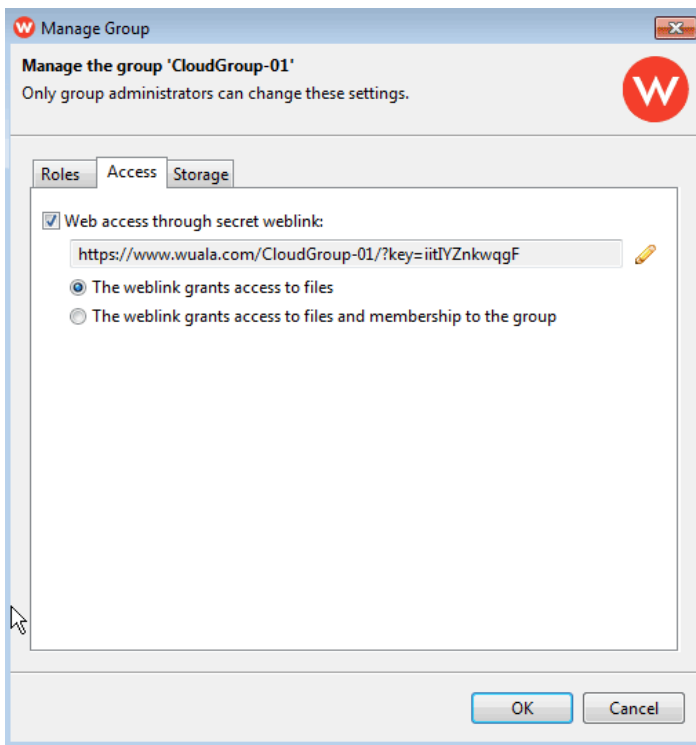 Manage Group
Manage the group 'CloudGroup-01'
Only group administrators can change these settings.
W
Roles
Access
Storage
Web access through secret weblink:
https://www.wuala.com/CloudGroup-01/?key=iitIYZnkwqgF
The weblink grants access to files
The weblink grants access to files and membership to the group
OK
Cancel